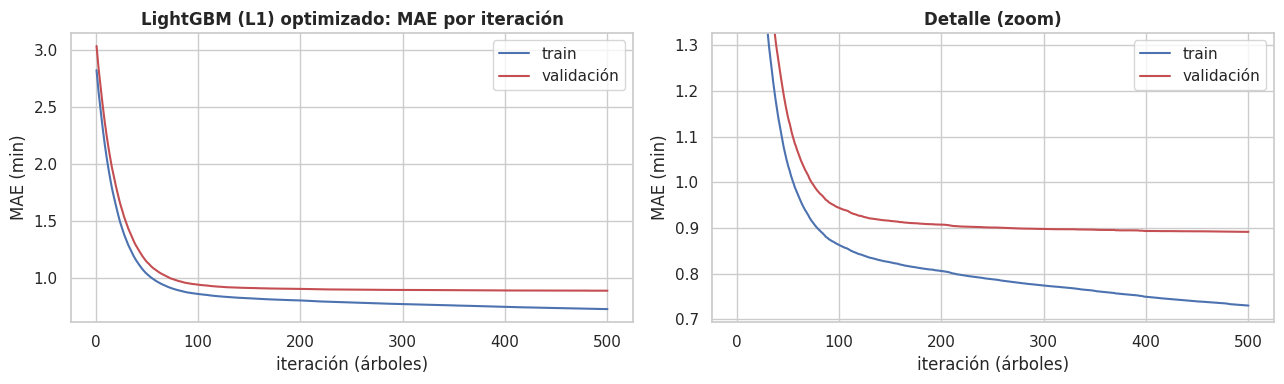 LightGBM (L1) optimizado: MAE por iteración
MAE (min)
3.0
2.5
2.0
1.5
1.0
0 100 200 300 400 500
iteración (árboles)
train
validación
Detalle (zoom)
MAE (min)
1.3
1.2
1.1
1.0
0.9
0.8
0.7
0 100 200 300 400 500
iteración (árboles)
train
validación